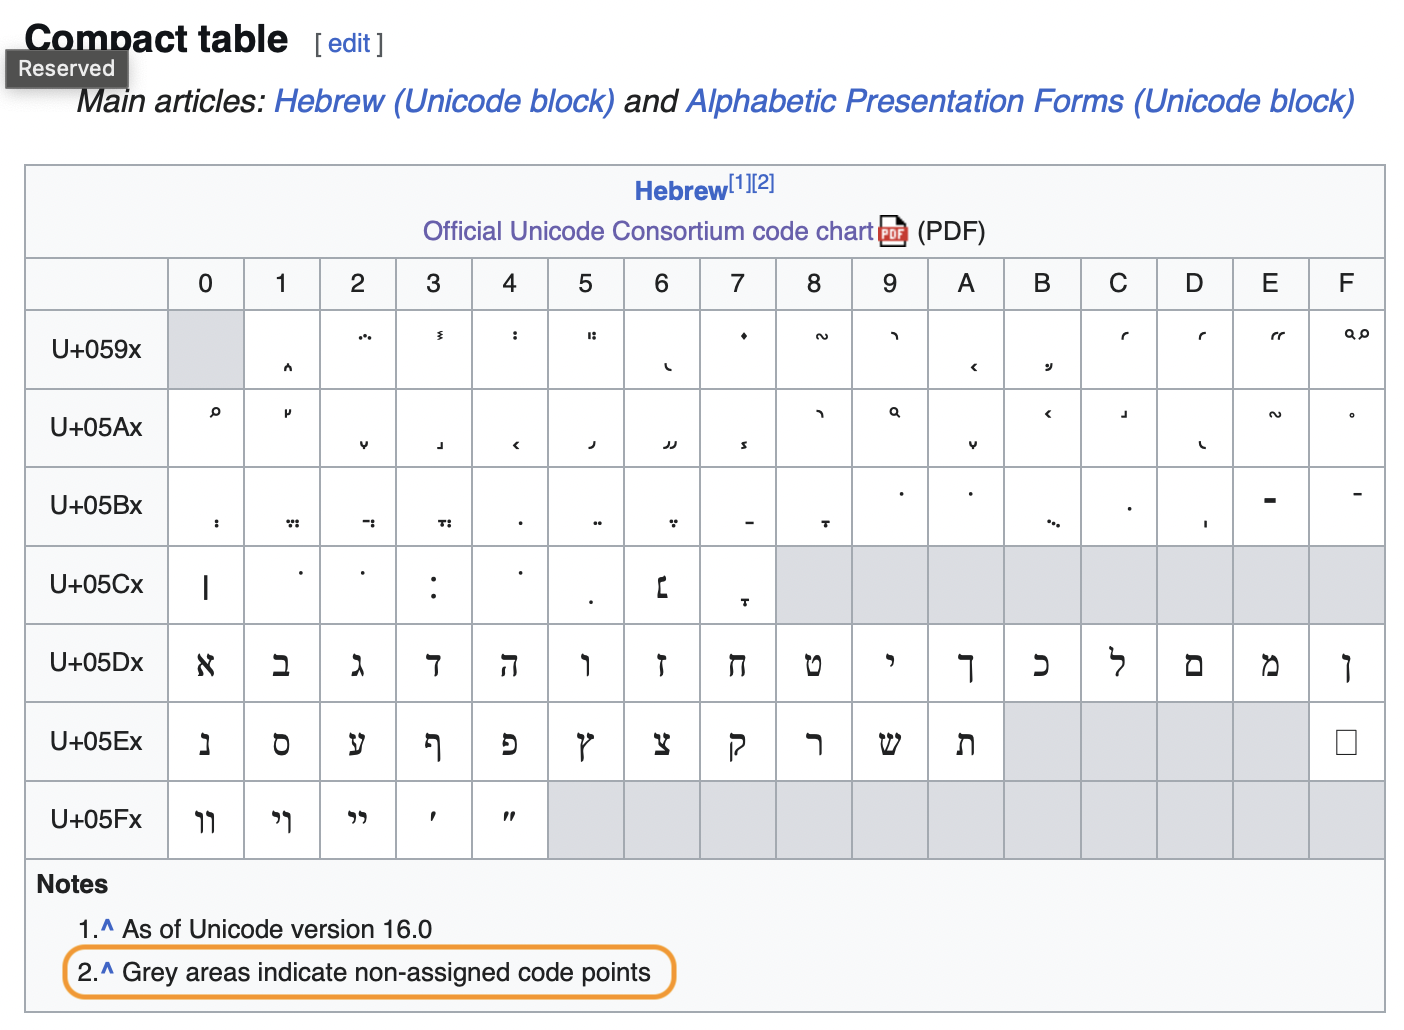 Compact table [ edit ]
Reserved
Main articles: Hebrew (Unicode block) and Alphabetic Presentation Forms (Unicode block)
Hebrew[1][2]
Official Unicode Consortium code chart PDF (PDF)
0 1 2 3 4 5 6 7 8 9 A B C D E F
U+059x ֑ ֒ ֓ ֔ ֕ ֖ ֗ ֘ ֙ ֚ ֛ ֜ ֝ ֞ ֟
U+05Ax ֠ ֡ ֢ ֣ ֤ ֥ ֦ ֧ ֨ ֩ ֪ ֫ ֬ ֭ ֮ ֯
U+05Bx ְ ֱ ֲ ֳ ִ ֵ ֶ ַ ָ ֹ ֺ ֻ ּ ֽ ־ ֿ
U+05Cx ׀ ׁ ׂ ׃ ׄ ׅ ׆ ׇ
U+05Dx א ב ג ד ה ו ז ח ט י ך כ ל ם מ ן
U+05Ex נ ס ע ף פ ץ צ ק ר ש ת □
U+05Fx װ ױ ײ ׳ ״
Notes
1.^ As of Unicode version 16.0
2.^ Grey areas indicate non-assigned code points